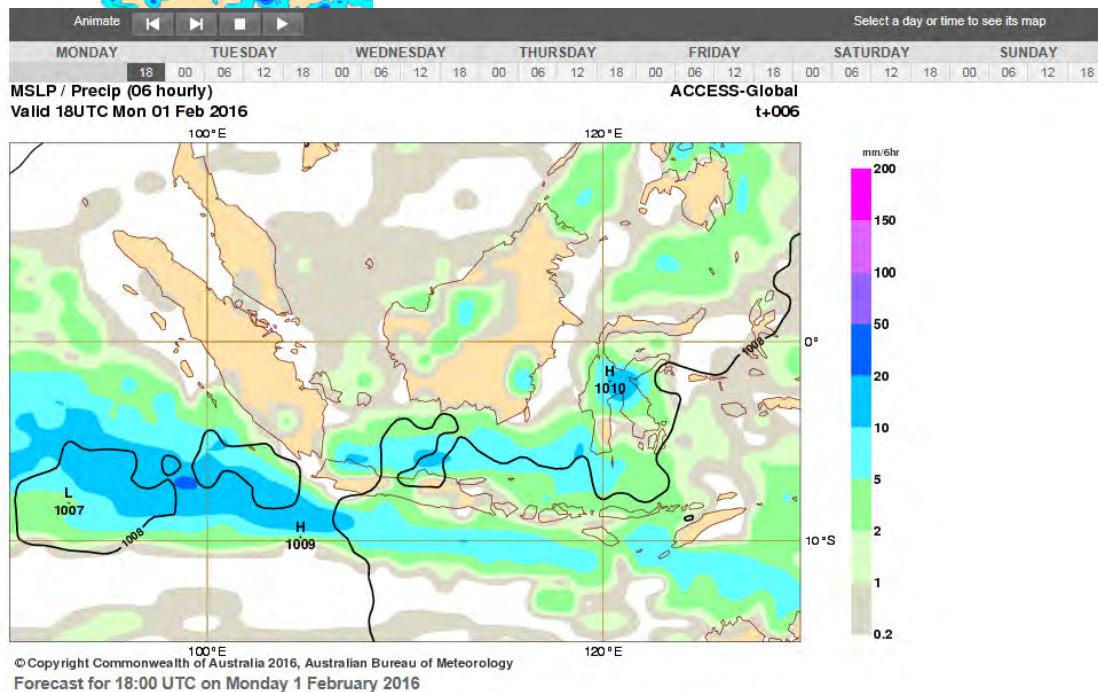 Animate Select a day or time to see its map
MONDAY TUESDAY WEDNESDAY THURSDAY FRIDAY SATURDAY SUNDAY
18 00 06 12 18 00 06 12 18 00 06 12 18 00 06 12 18 00 06 12 18 00 06 12 18
MSLP / Precip (06 hourly) ACCESS-Global
Valid 18UTC Mon 01 Feb 2016 t+006
100°E 120°E
mm/6hr
200
150
100
50
20
10
5
2
1
0.2
1008
0°
H
1010
L
1007
1008
H
1009
10°S
100°E 120°E
© Copyright Commonwealth of Australia 2016, Australian Bureau of Meteorology
Forecast for 18:00 UTC on Monday 1 February 2016